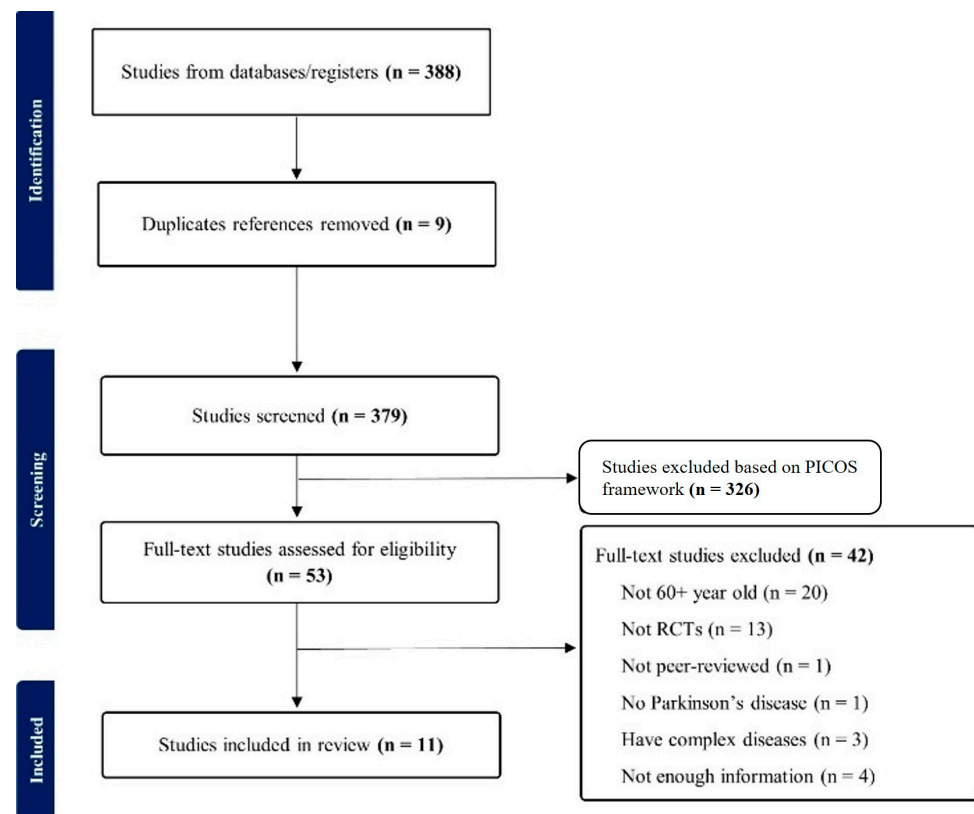 Identification
Studies from databases/registers (n = 388)
Duplicates references removed (n = 9)
Screening
Studies screened (n = 379)
Studies excluded based on PICOS
framework (n = 326)
Full-text studies assessed for eligibility
(n = 53)
Full-text studies excluded (n = 42)
Not 60+ year old (n = 20)
Not RCTs (n = 13)
Not peer-reviewed (n = 1)
No Parkinson's disease (n = 1)
Have complex diseases (n = 3)
Not enough information (n = 4)
Included
Studies included in review (n = 11)